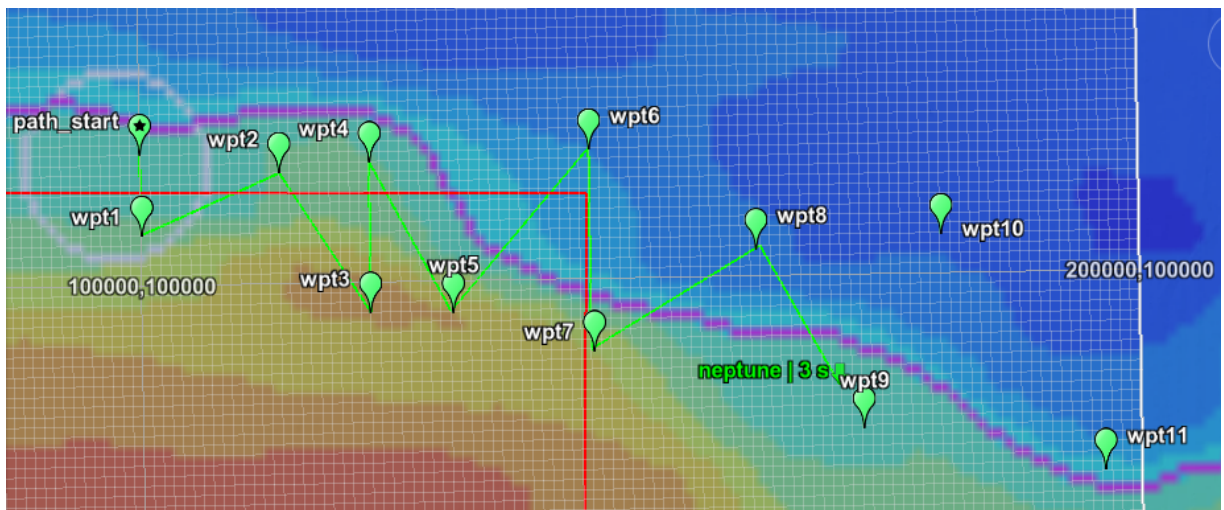 path_start
wpt1
wpt2
wpt3
wpt4
wpt5
wpt6
wpt7
wpt8
wpt9
wpt10
wpt11
100000,100000
200000,100000
neptune | 3 s